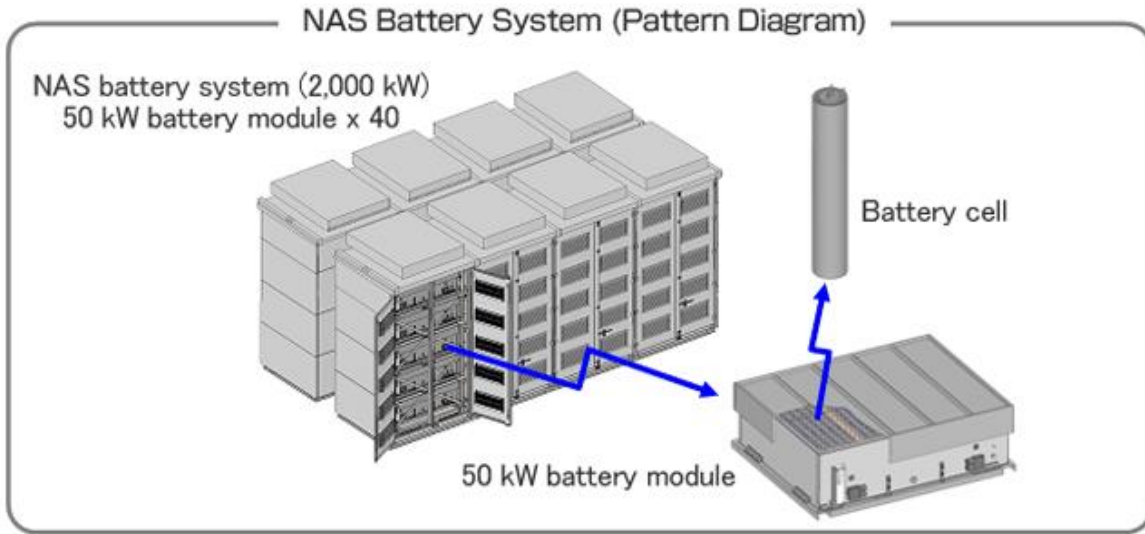 NAS Battery System (Pattern Diagram)
NAS battery system (2,000 kW)
50 kW battery module x 40
Battery cell
50 kW battery module